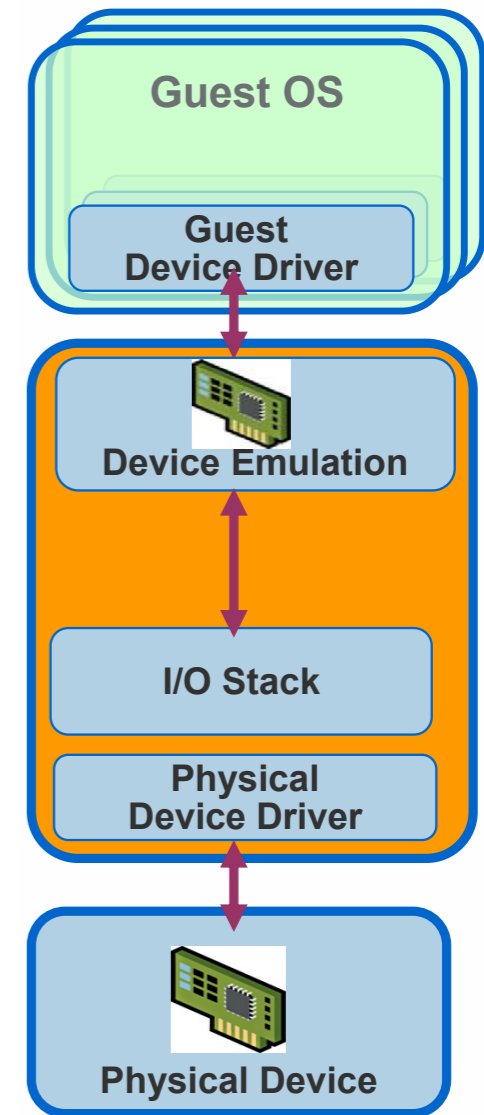 Guest OS
Guest
Device Driver
Device Emulation
I/O Stack
Physical
Device Driver
Physical Device